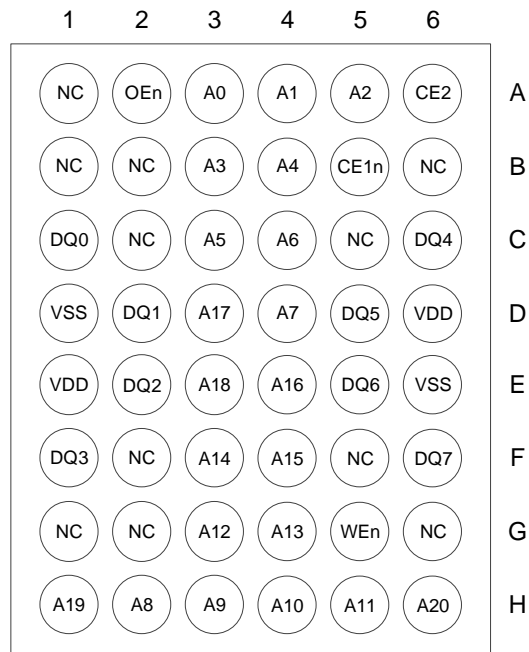 1 2 3 4 5 6
NC OEn A0 A1 A2 CE2 A
NC NC A3 A4 CE1n NC B
DQ0 NC A5 A6 NC DQ4 C
VSS DQ1 A17 A7 DQ5 VDD D
VDD DQ2 A18 A16 DQ6 VSS E
DQ3 NC A14 A15 NC DQ7 F
NC NC A12 A13 WEn NC G
A19 A8 A9 A10 A11 A20 H